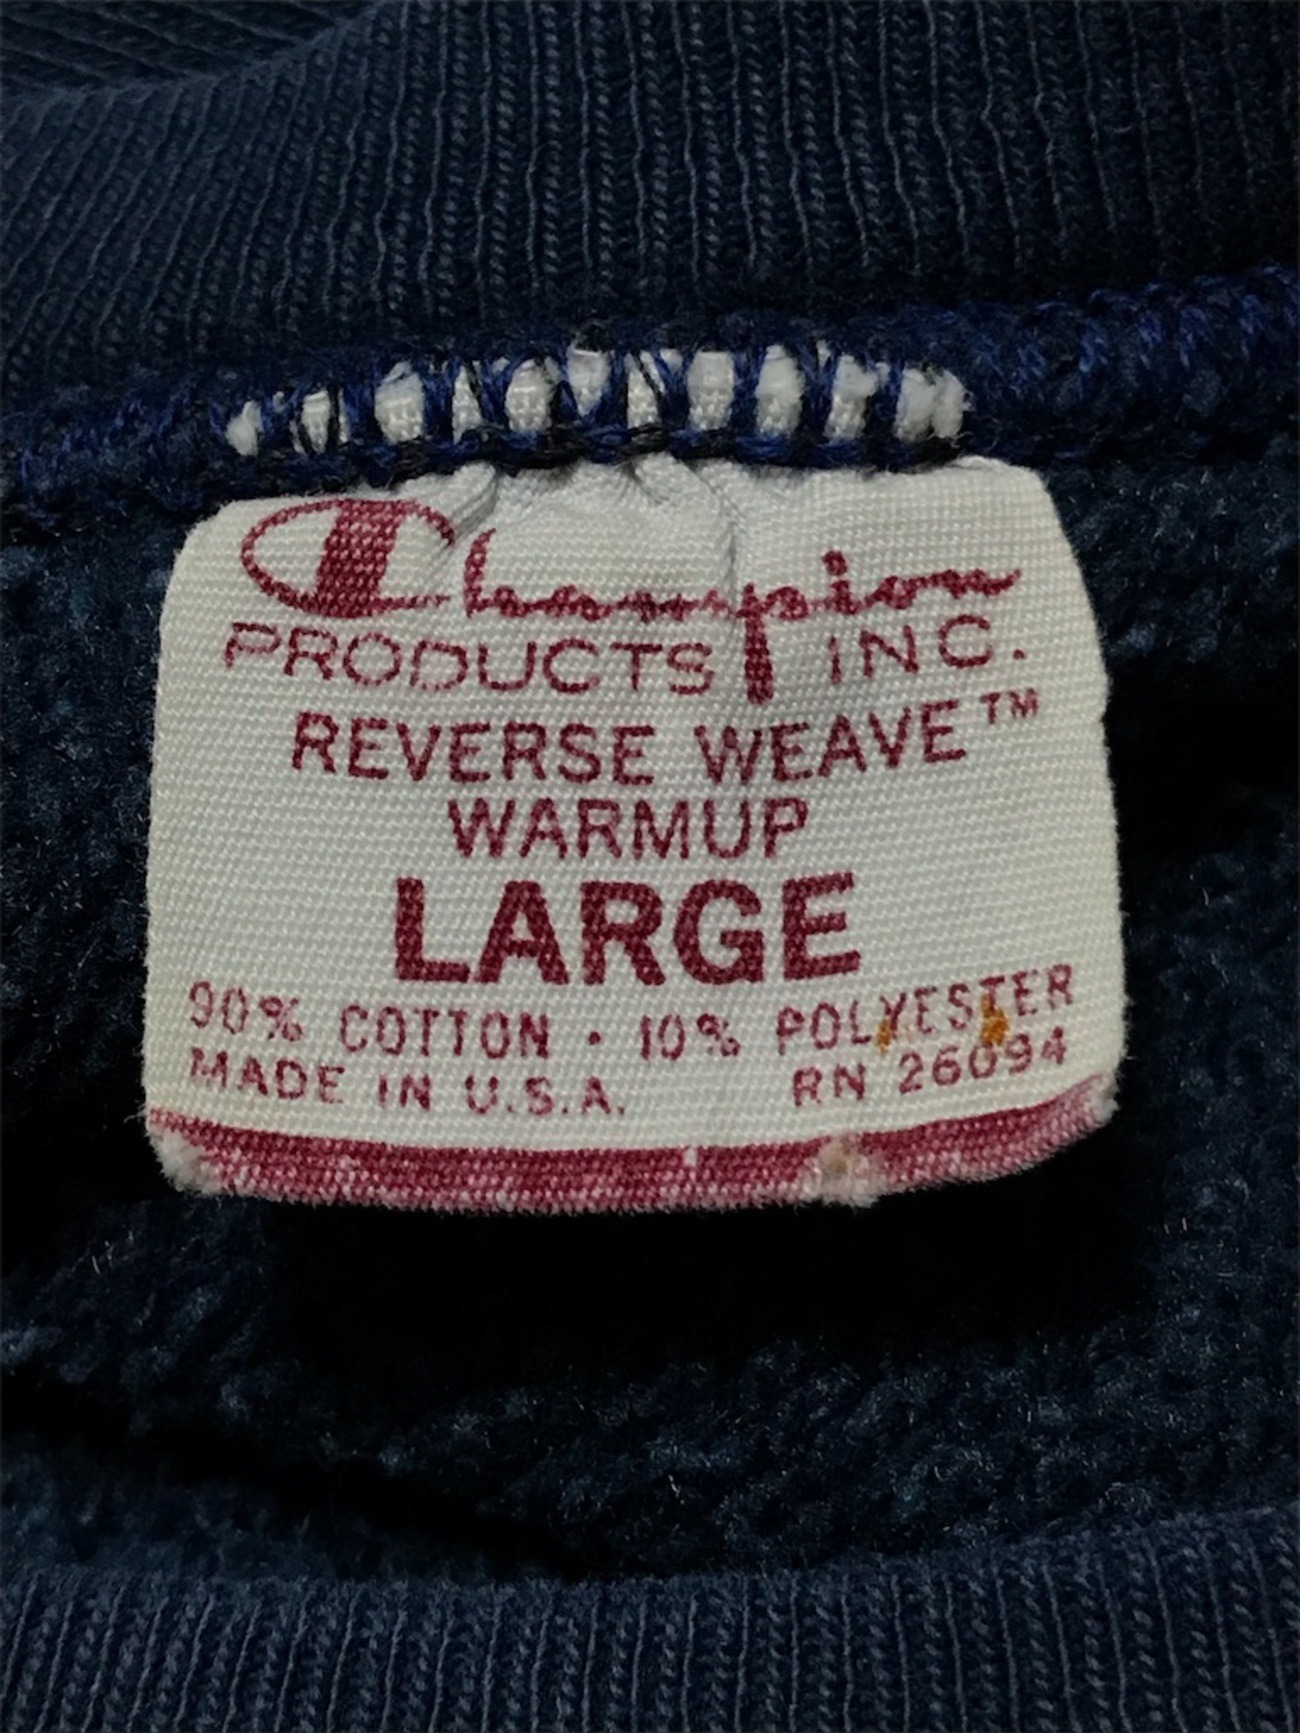 Champion
PRODUCTS INC.
REVERSE WEAVE™
WARMUP
LARGE
90% COTTON · 10% POLYESTER
MADE IN U.S.A. RN 26094